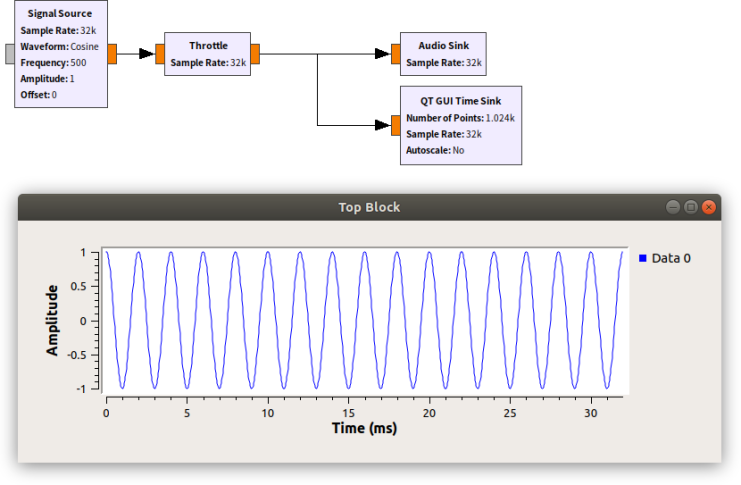 Signal Source
Sample Rate: 32k
Waveform: Cosine
Frequency: 500
Amplitude: 1
Offset: 0
Throttle
Sample Rate: 32k
Audio Sink
Sample Rate: 32k
QT GUI Time Sink
Number of Points: 1.024k
Sample Rate: 32k
Autoscale: No
Top Block
1
0.5
0
-0.5
-1
Amplitude
Data 0
0 5 10 15 20 25 30
Time (ms)